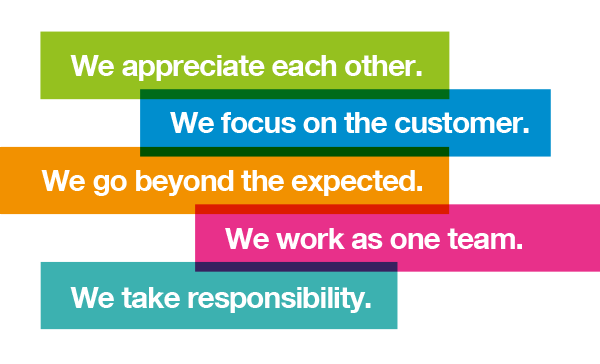 We appreciate each other.
We focus on the customer.
We go beyond the expected.
We work as one team.
We take responsibility.